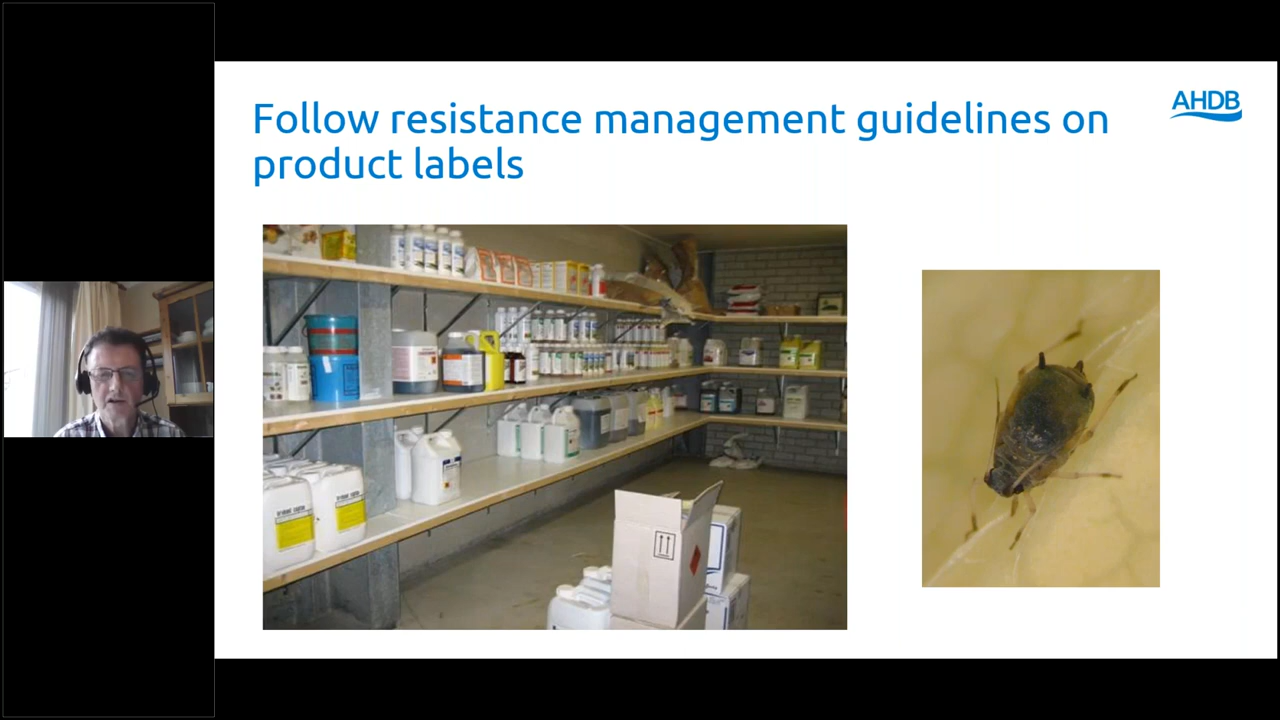 Follow resistance management guidelines on
product labels
AHDB